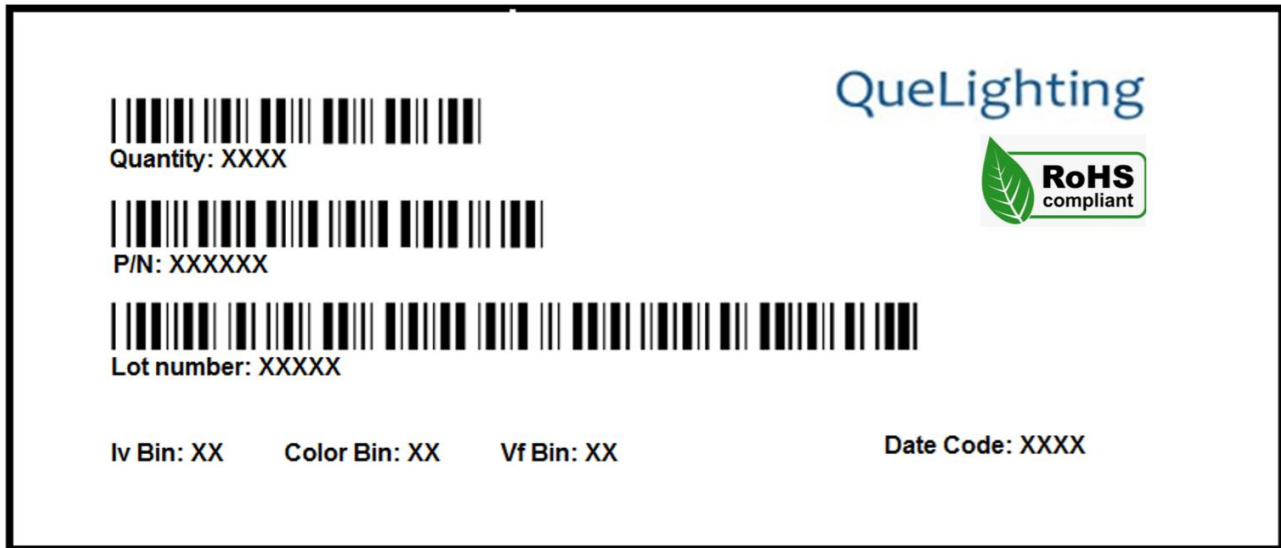 QueLighting
Quantity: XXXX
RoHS
compliant
P/N: XXXXXX
Lot number: XXXXX
Iv Bin: XX Color Bin: XX Vf Bin: XX Date Code: XXXX